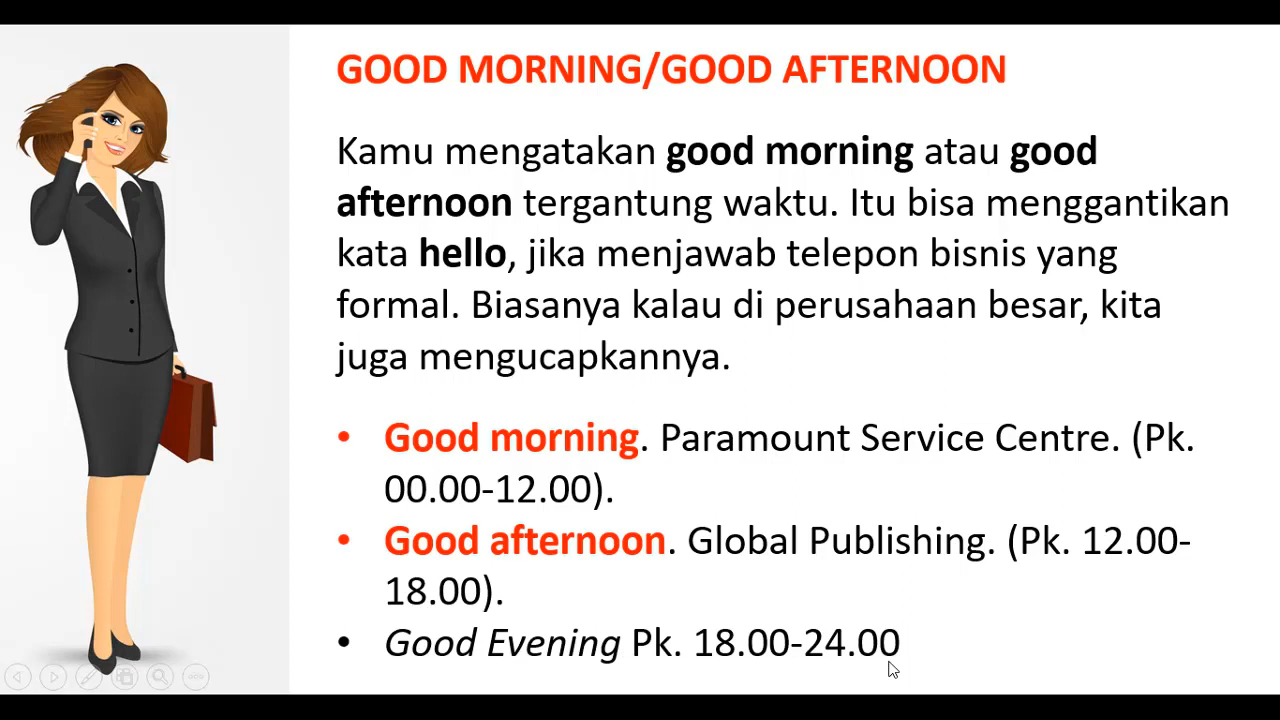 GOOD MORNING/GOOD AFTERNOON
Kamu mengatakan good morning atau good
afternoon tergantung waktu. Itu bisa menggantikan
kata hello, jika menjawab telepon bisnis yang
formal. Biasanya kalau di perusahaan besar, kita
juga mengucapkannya.
• Good morning. Paramount Service Centre. (Pk.
00.00-12.00).
• Good afternoon. Global Publishing. (Pk. 12.00-
18.00).
• Good Evening Pk. 18.00-24.00